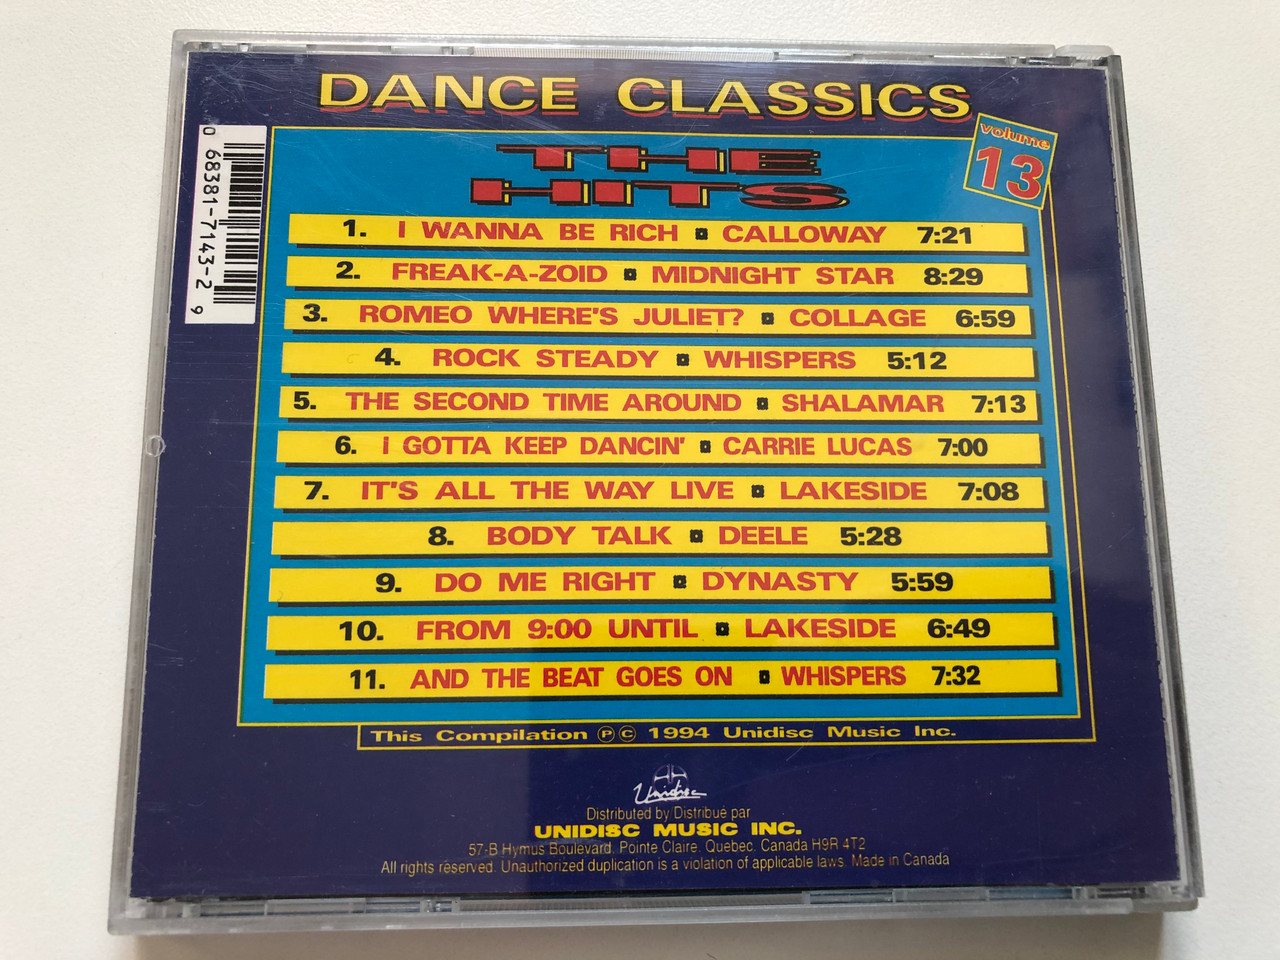 DANCE CLASSICS
volume
13
THE
HITS
0 68381-7143-2 9
1. I WANNA BE RICH CALLOWAY 7:21
2. FREAK-A-ZOID MIDNIGHT STAR 8:29
3. ROMEO WHERE'S JULIET? COLLAGE 6:59
4. ROCK STEADY WHISPERS 5:12
5. THE SECOND TIME AROUND SHALAMAR 7:13
6. I GOTTA KEEP DANCIN' CARRIE LUCAS 7:00
7. IT'S ALL THE WAY LIVE LAKESIDE 7:08
8. BODY TALK DEELE 5:28
9. DO ME RIGHT DYNASTY 5:59
10. FROM 9:00 UNTIL LAKESIDE 6:49
11. AND THE BEAT GOES ON WHISPERS 7:32
This Compilation ℗ © 1994 Unidisc Music Inc.
Unidisc
Distributed by Distribué par
UNIDISC MUSIC INC.
57-B Hymus Boulevard, Pointe Claire, Quebec, Canada H9R 4T2
All rights reserved. Unauthorized duplication is a violation of applicable laws. Made in Canada